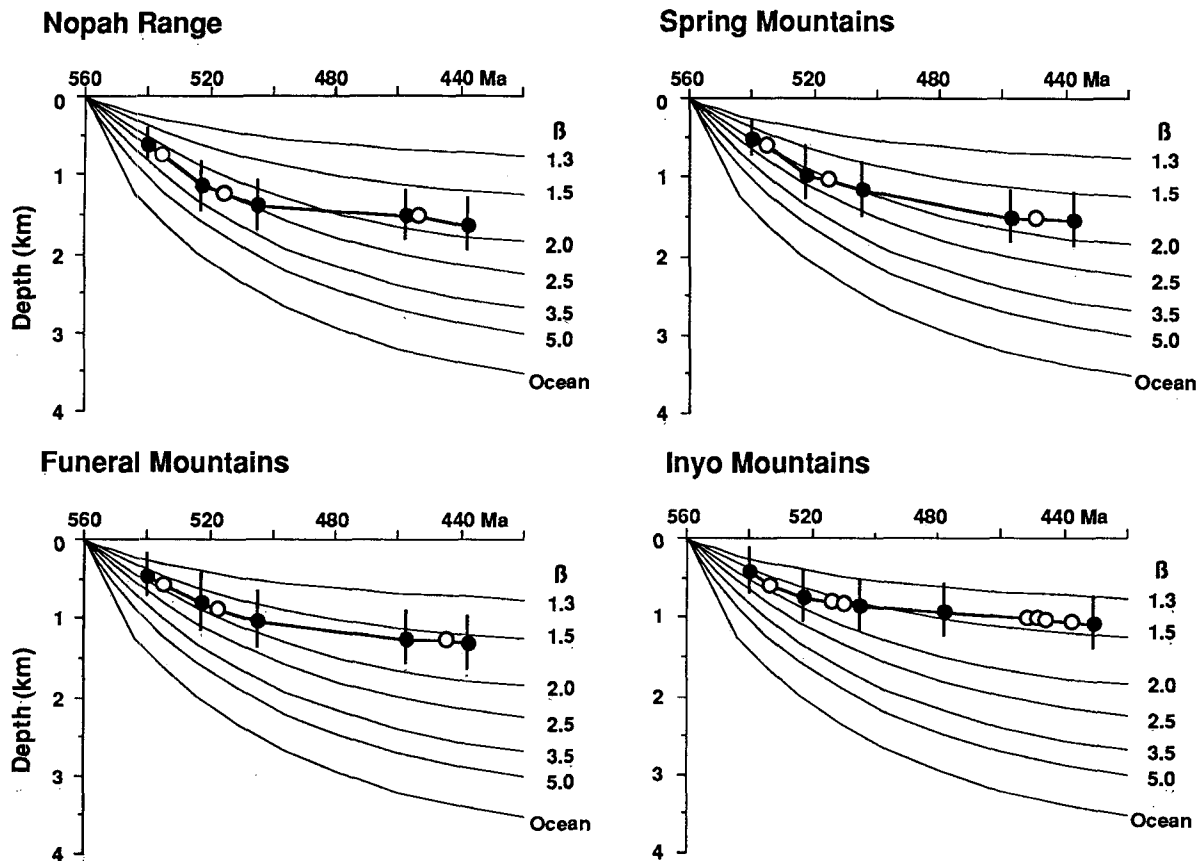 Nopah Range
560 520 480 440 Ma
0
1
2
3
4
Depth (km)
ß
1.3
1.5
2.0
2.5
3.5
5.0
Ocean
Spring Mountains
560 520 480 440 Ma
0
1
2
3
4
ß
1.3
1.5
2.0
2.5
3.5
5.0
Ocean
Funeral Mountains
560 520 480 440 Ma
0
1
2
3
4
Depth (km)
ß
1.3
1.5
2.0
2.5
3.5
5.0
Ocean
Inyo Mountains
560 520 480 440 Ma
0
1
2
3
4
ß
1.3
1.5
2.0
2.5
3.5
5.0
Ocean